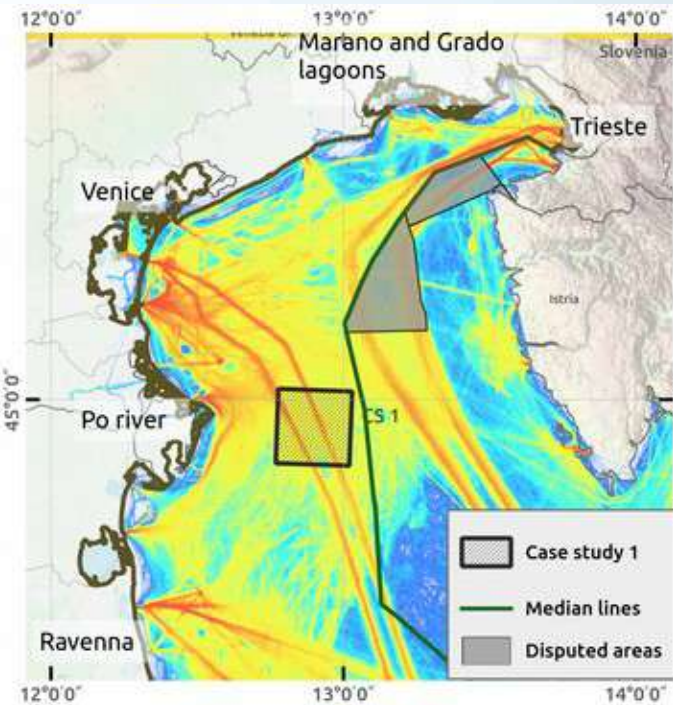 12°0'0"
13°0'0"
14°0'0"
Marano and Grado
lagoons
Slovenia
Trieste
Venice
Istria
45°0'0"
CS 1
Po river
Case study 1
Median lines
Disputed areas
Ravenna
12°0'0"
13°0'0"
14°0'0"